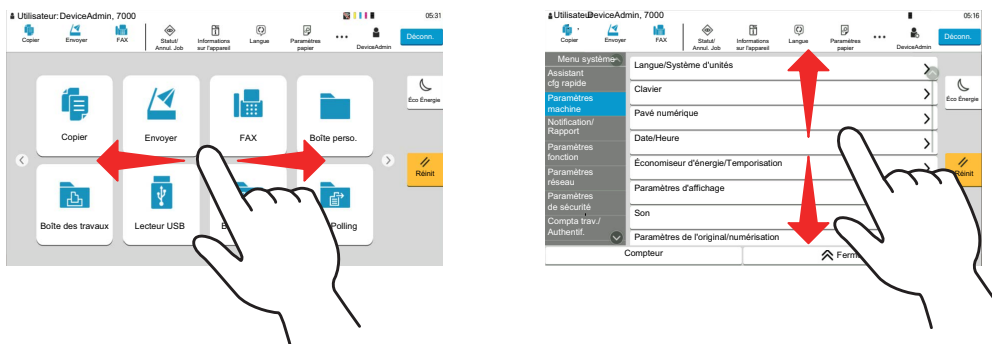 Utilisateur:DeviceAdmin, 7000
05:31
Copier
Envoyer
FAX
Statut/
Annul. Job
Informations
sur l'appareil
Langue
Paramètres
papier
DeviceAdmin
Déconn.
Copier
Envoyer
FAX
Boîte perso.
Éco Énergie
Réinit
Boîte des travaux
Lecteur USB
Polling
UtilisateurDeviceAdmin, 7000
05:16
Copier
Envoyer
FAX
Statut/
Annul. Job
Informations
sur l'appareil
Langue
Paramètres
papier
DeviceAdmin
Déconn.
Menu système
Assistant
cfg rapide
Paramètres
machine
Notification/
Rapport
Paramètres
fonction
Paramètres
réseau
Paramètres
de sécurité
Compta trav./
Authentif.
Langue/Système d'unités
Clavier
Pavé numérique
Date/Heure
Économiseur d'énergie/Temporisation
Paramètres d'affichage
Son
Paramètres de l'original/numérisation
Éco Énergie
Réinit
Compteur